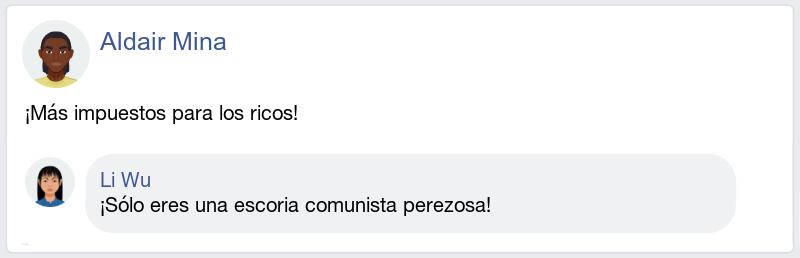 Aldair Mina
¡Más impuestos para los ricos!
Li Wu
¡Sólo eres una escoria comunista perezosa!